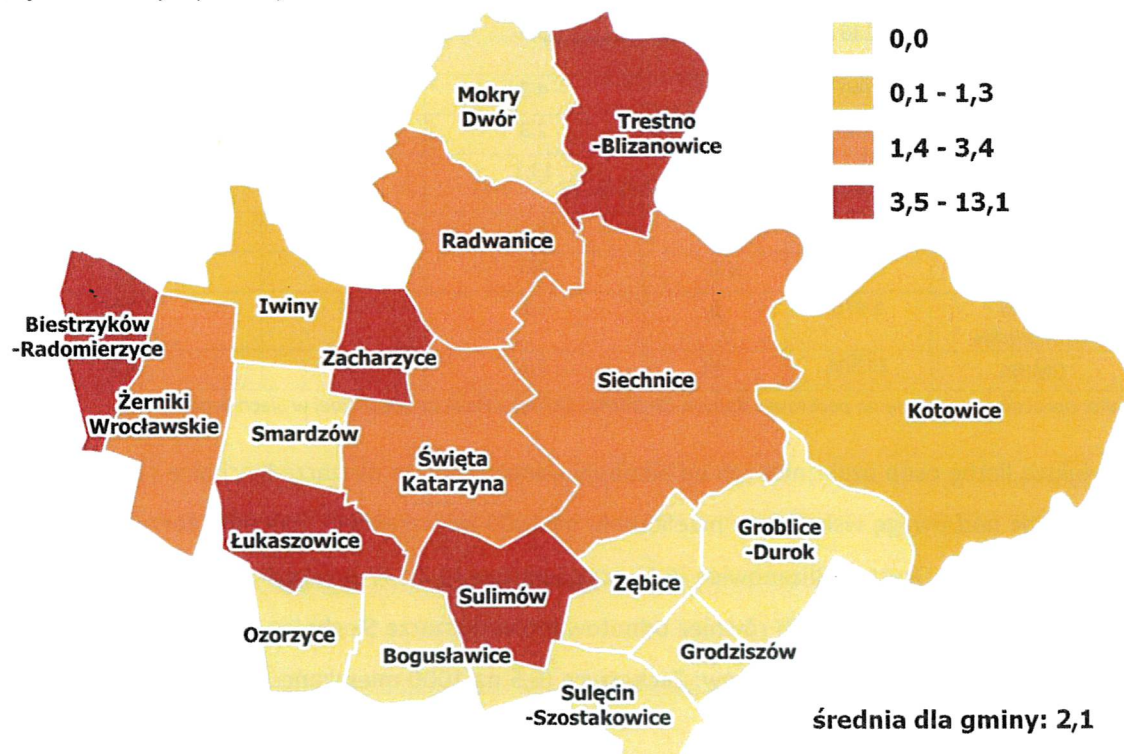 0,0
0,1 - 1,3
1,4 - 3,4
3,5 - 13,1
Mokry
Dwór
Trestno
-Blizanowice
Radwanice
Iwiny
Biestrzyków
-Radomierzyce
Zacharzyce
Siechnice
Żerniki
Wrocławskie
Kotowice
Smardzów
Święta
Katarzyna
Łukaszowice
Groblice
-Durok
Zębice
Sulimów
Ozorzyce
Bogusławice
Grodziszów
Sulęcin
-Szostakowice
średnia dla gminy: 2,1